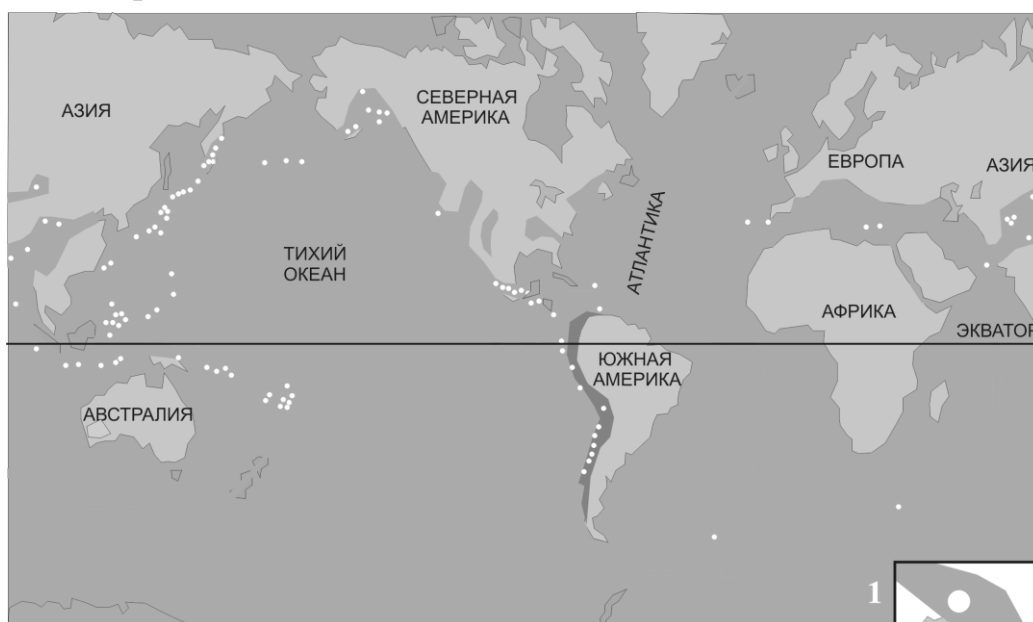 АЗИЯ
СЕВЕРНАЯ
АМЕРИКА
ЕВРОПА
АЗИЯ
ТИХИЙ
ОКЕАН
АТЛАНТИКА
АФРИКА
ЭКВАТОР
ЮЖНАЯ
АМЕРИКА
АВСТРАЛИЯ
1